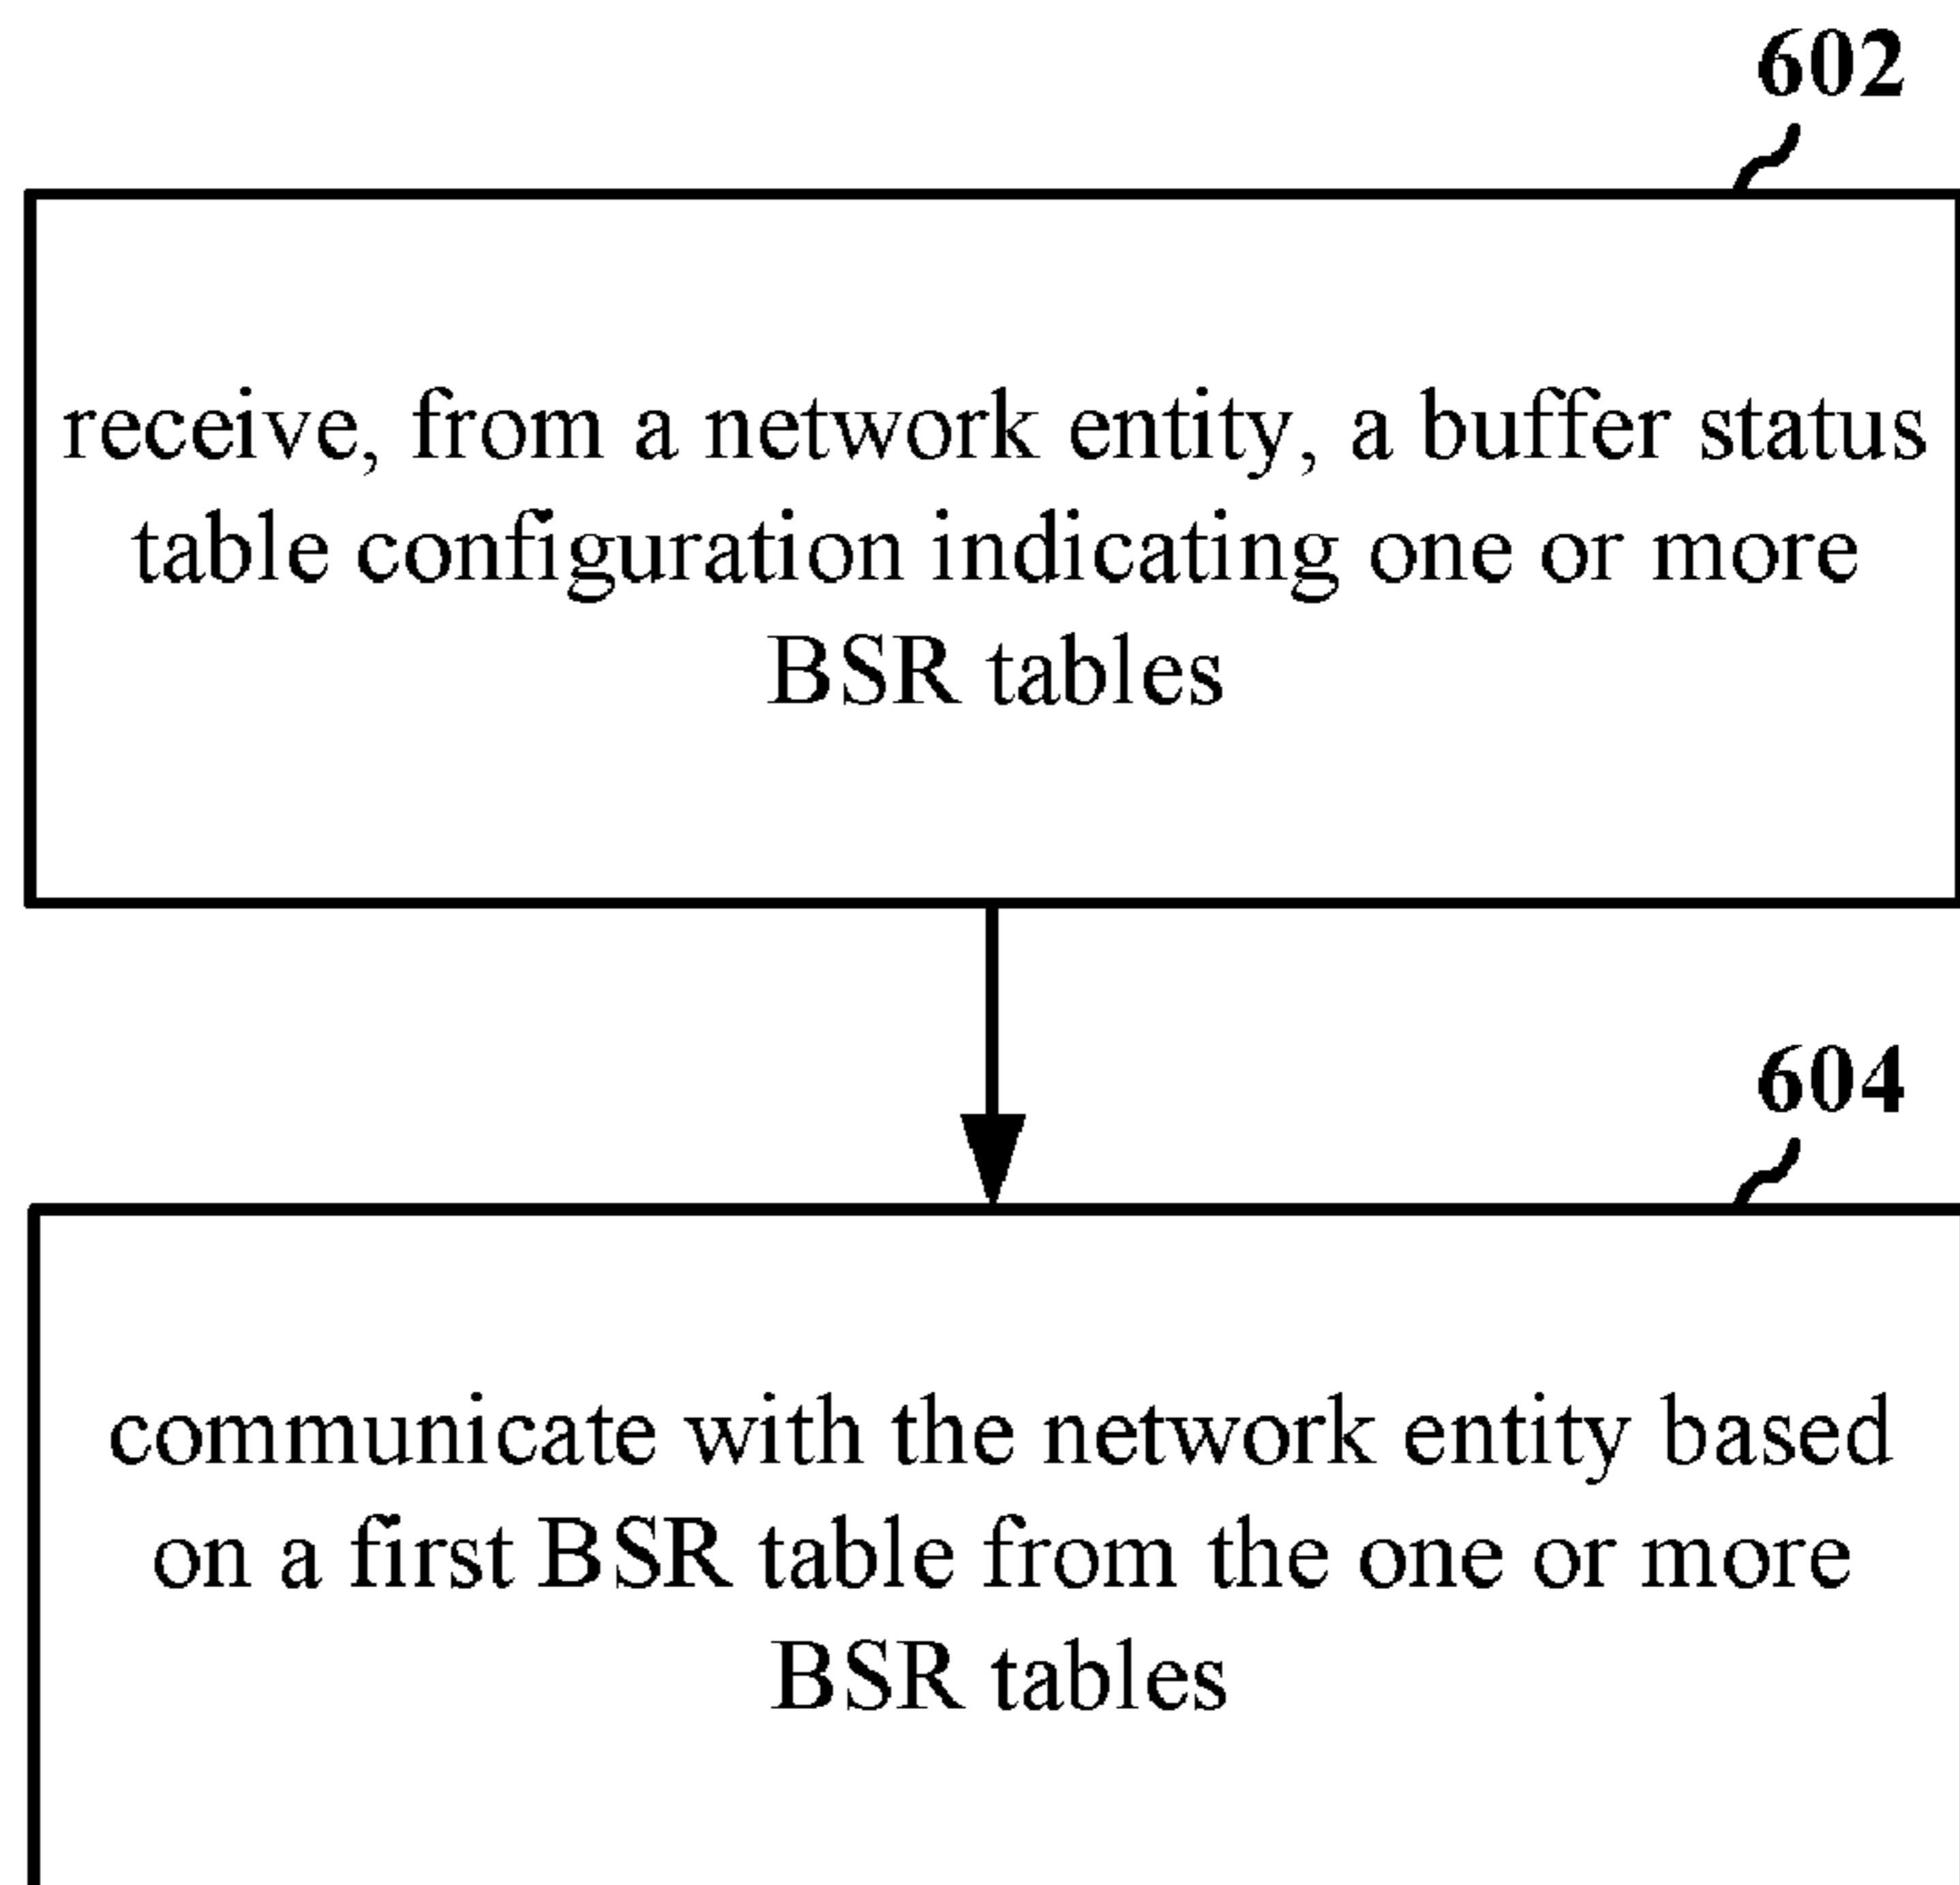 602
receive, from a network entity, a buffer status
table configuration indicating one or more
BSR tables
604
communicate with the network entity based
on a first BSR table from the one or more
BSR tables